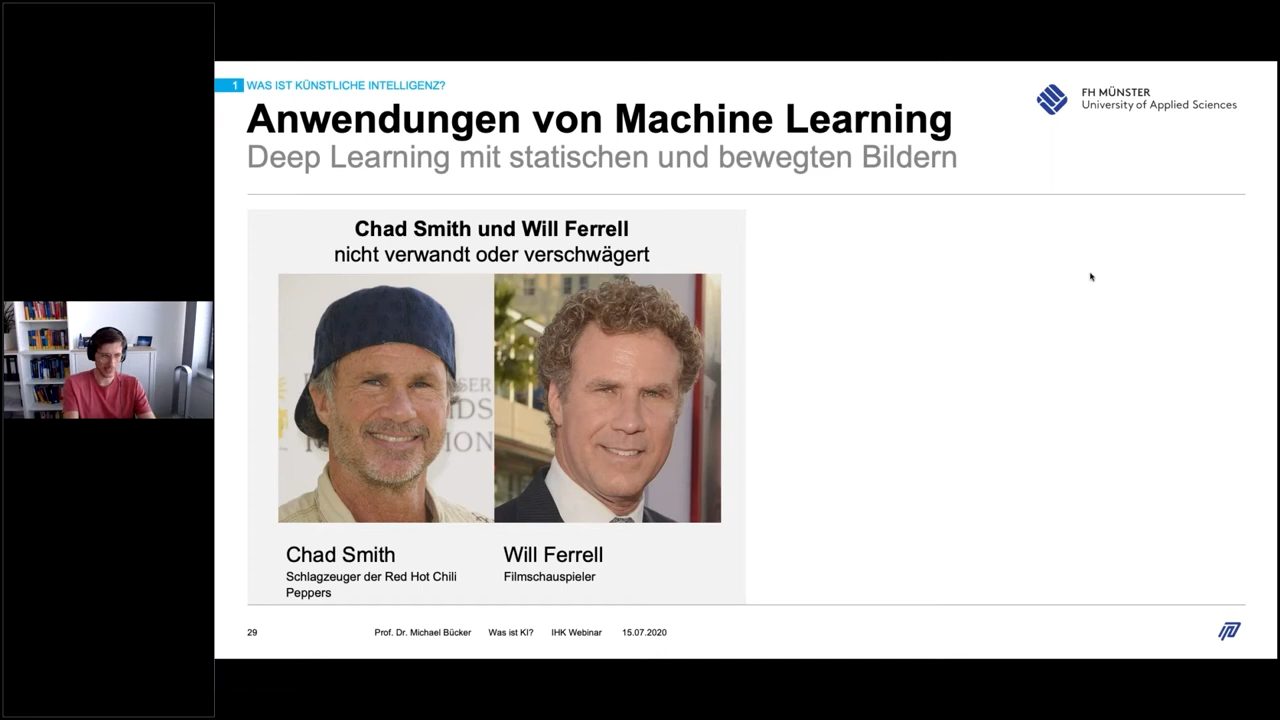 1 WAS IST KÜNSTLICHE INTELLIGENZ?
Anwendungen von Machine Learning
Deep Learning mit statischen und bewegten Bildern
FH MÜNSTER
University of Applied Sciences
Chad Smith und Will Ferrell
nicht verwandt oder verschwägert
Chad Smith
Schlagzeuger der Red Hot Chili
Peppers
Will Ferrell
Filmschauspieler
29 Prof. Dr. Michael Bücker Was ist KI? IHK Webinar 15.07.2020